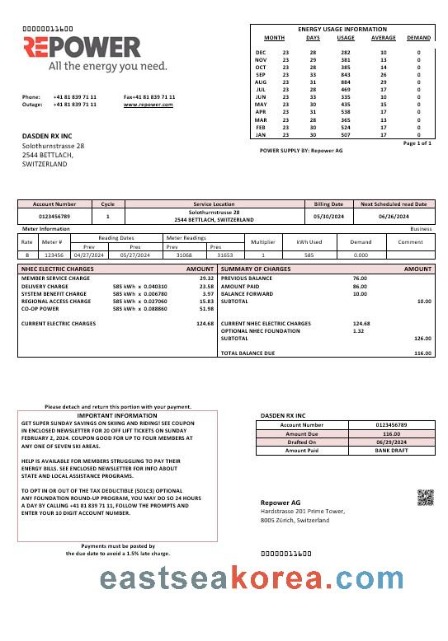 00000011600
REPOWER
All the energy you need.
Phone: +41 81 839 71 11 Fax+41 81 839 71 11
Outage: +41 81 839 71 11 www.repower.com
DASDEN RX INC
Solothurnstrasse 28
2544 BETTLACH,
SWITZERLAND
ENERGY USAGE INFORMATION
MONTH DAYS USAGE AVERAGE DEMAND
DEC 23 28 282 10 0
NOV 23 29 381 13 0
OCT 23 28 385 14 0
SEP 23 33 843 26 0
AUG 23 31 884 29 0
JUL 23 28 469 17 0
JUN 23 33 335 10 0
MAY 23 30 435 15 0
APR 23 31 538 17 0
MAR 23 28 365 13 0
FEB 23 30 524 17 0
JAN 23 30 507 17 0
Page 1 of 1
POWER SUPPLY BY: Repower AG
Account Number Cycle Service Location Billing Date Next Scheduled read Date
0123456789 1 Solothurnstrasse 28 05/30/2024 06/26/2024
2544 BETTLACH, SWITZERLAND
Meter Information Business
Rate Meter # Reading Dates Meter Readings Multiplier kWh Used Demand Comment
Prev Pres Prev Pres
8 123456 04/27/2024 05/27/2024 31068 31653 1 585 0.000
NHEC ELECTRIC CHARGES AMOUNT SUMMARY OF CHARGES AMOUNT
MEMBER SERVICE CHARGE 29.32 PREVIOUS BALANCE 76.00
DELIVERY CHARGE 585 kWh x 0.040310 23.58 AMOUNT PAID 86.00
SYSTEM BENEFIT CHARGE 585 kWh x 0.006780 3.97 BALANCE FORWARD 10.00
REGIONAL ACCESS CHARGE 585 kWh x 0.027060 15.83 SUBTOTAL 10.00
CO-OP POWER 585 kWh x 0.088860 51.98
CURRENT ELECTRIC CHARGES 124.68 CURRENT NHEC ELECTRIC CHARGES 124.68
OPTIONAL NHEC FOUNDATION 1.32
SUBTOTAL 126.00
TOTAL BALANCE DUE 116.00
Please detach and return this portion with your payment.
IMPORTANT INFORMATION
GET SUPER SUNDAY SAVINGS ON SKIING AND RIDING! SEE COUPON
IN ENCLOSED NEWSLETTER FOR 20 OFF LIFT TICKETS ON SUNDAY
FEBRUARY 2, 2024. COUPON GOOD FOR UP TO FOUR MEMBERS AT
ANY ONE OF SEVEN SKI AREAS.
HELP IS AVAILABLE FOR MEMBERS STRUGGLING TO PAY THEIR
ENERGY BILLS. SEE ENCLOSED NEWSLETTER FOR INFO ABOUT
STATE AND LOCAL ASSISTANCE PROGRAMS.
TO OPT IN OR OUT OF THE TAX DEDUCTIBLE (501C3) OPTIONAL
ANY FOUNDATION ROUND-UP PROGRAM, YOU MAY DO SO 24 HOURS
A DAY BY CALLING +41 81 839 71 11, FOLLOW THE PROMPTS AND
ENTER YOUR 10 DIGIT ACCOUNT NUMBER.
Payments must be posted by
the due date to avoid a 1.5% late charge.
DASDEN RX INC
Account Number 0123456789
Amount Due 116.00
Drafted On 06/29/2024
Amount Paid BANK DRAFT
Repower AG
Hardstrasse 201 Prime Tower,
8005 Zürich, Switzerland
00000011600
eastseakorea.com